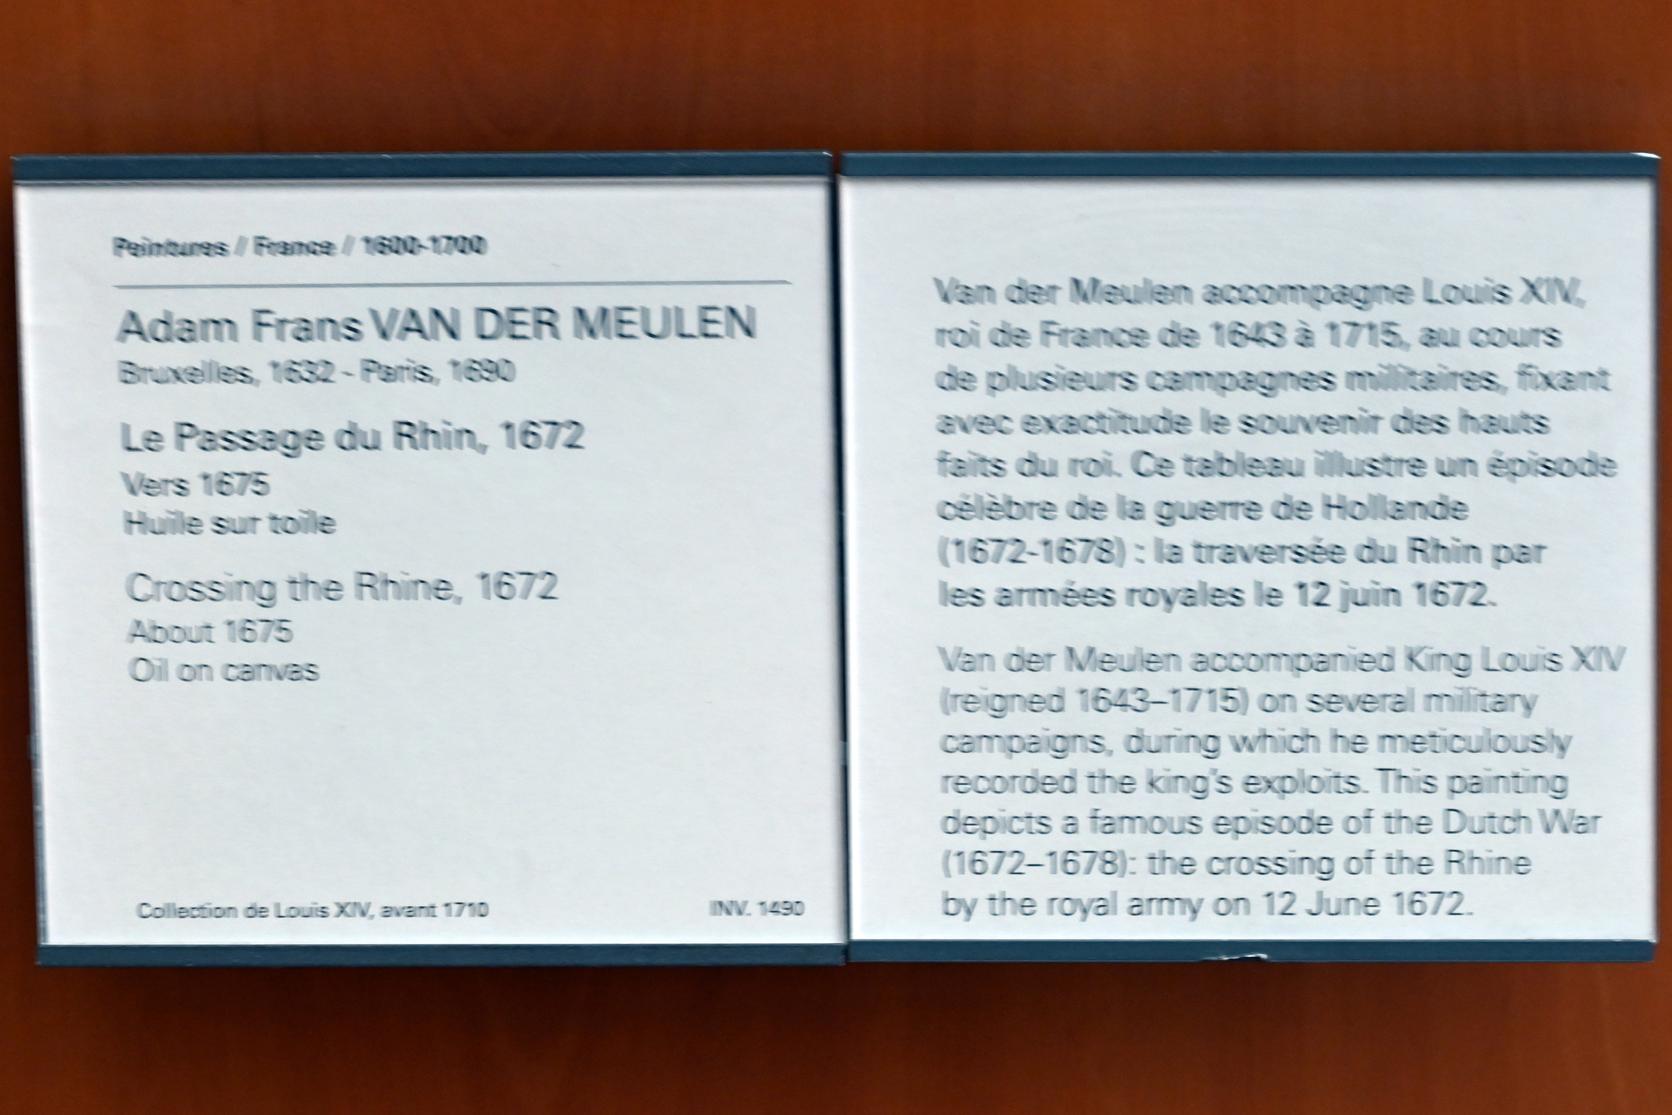 Peintures // France // 1600-1700
Adam Frans VAN DER MEULEN
Bruxelles, 1632 - Paris, 1690
Le Passage du Rhin, 1672
Vers 1675
Huile sur toile
Crossing the Rhine, 1672
About 1675
Oil on canvas
Collection de Louis XIV, avant 1710
INV. 1490
Van der Meulen accompagne Louis XIV,
roi de France de 1643 à 1715, au cours
de plusieurs campagnes militaires, fixant
avec exactitude le souvenir des hauts
faits du roi. Ce tableau illustre un épisode
célèbre de la guerre de Hollande
(1672-1678) : la traversée du Rhin par
les armées royales le 12 juin 1672.
Van der Meulen accompanied King Louis XIV
(reigned 1643–1715) on several military
campaigns, during which he meticulously
recorded the king's exploits. This painting
depicts a famous episode of the Dutch War
(1672–1678): the crossing of the Rhine
by the royal army on 12 June 1672.